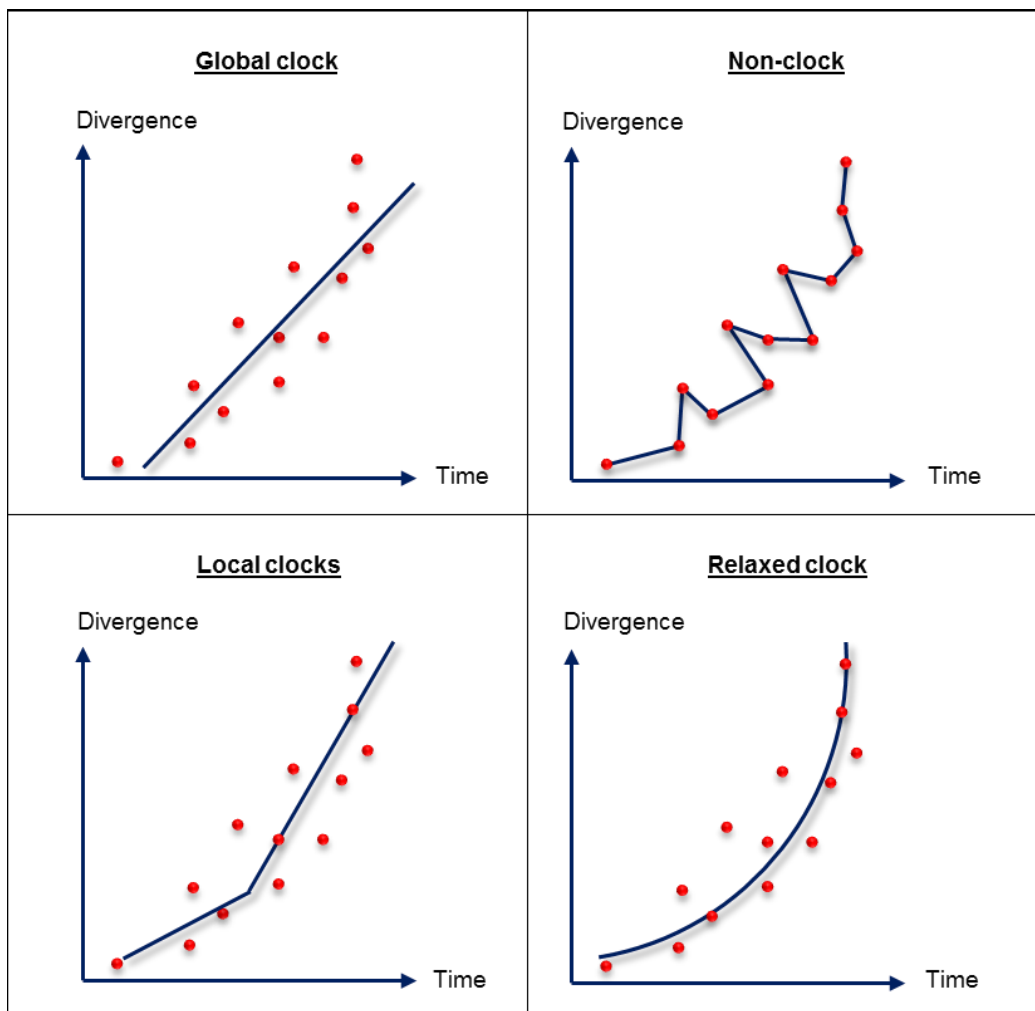 Global clock
Divergence
Time
Non-clock
Divergence
Time
Local clocks
Divergence
Time
Relaxed clock
Divergence
Time